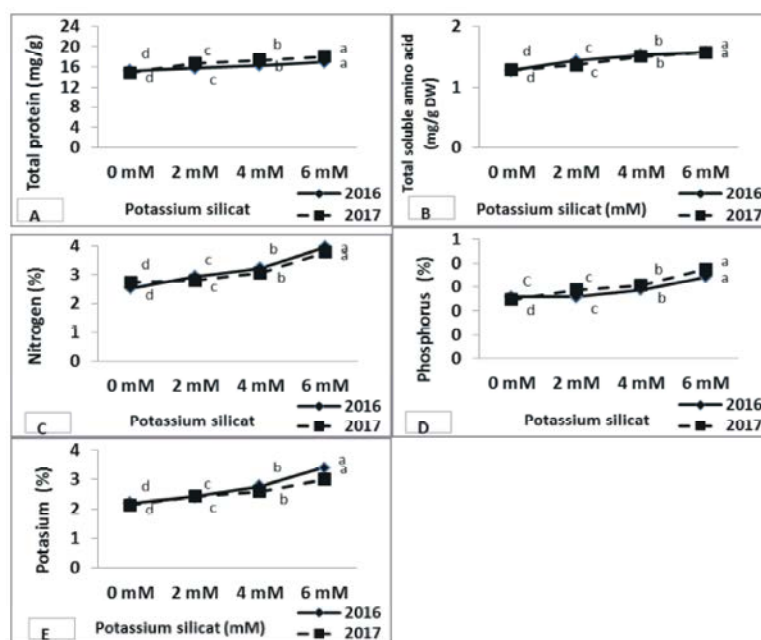 Total protein (mg/g)
24
20
16
12
8
4
0
d
c
b
a
d
c
b
a
0 mM 2 mM 4 mM 6 mM
Potassium silicat
2016
2017
A
Total soluble amino acid
(mg/g DW)
2
1
0
d
c
b
a
d
c
b
a
0 mM 2 mM 4 mM 6 mM
Potassium silicat (mM)
2016
2017
B
Nitrogen (%)
4
3
2
1
0
d
c
b
a
d
c
b
a
0 mM 2 mM 4 mM 6 mM
Potassium silicat
2016
2017
C
Phosphorus (%)
1
0
0
0
0
0
C
c
b
a
d
c
b
a
0 mM 2 mM 4 mM 6 mM
Potassium silicat
2016
2017
D
Potasium (%)
4
3
2
1
0
d
c
b
a
d
c
b
a
0 mM 2 mM 4 mM 6 mM
Potassium silicat (mM)
2016
2017
E